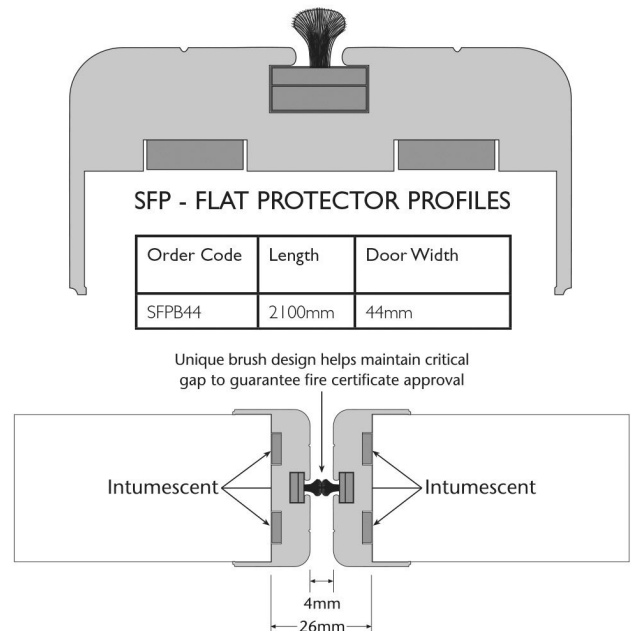 SFP - FLAT PROTECTOR PROFILES
Order Code Length Door Width
SFPB44 2100mm 44mm
Unique brush design helps maintain critical
gap to guarantee fire certificate approval
Intumescent Intumescent
4mm
26mm